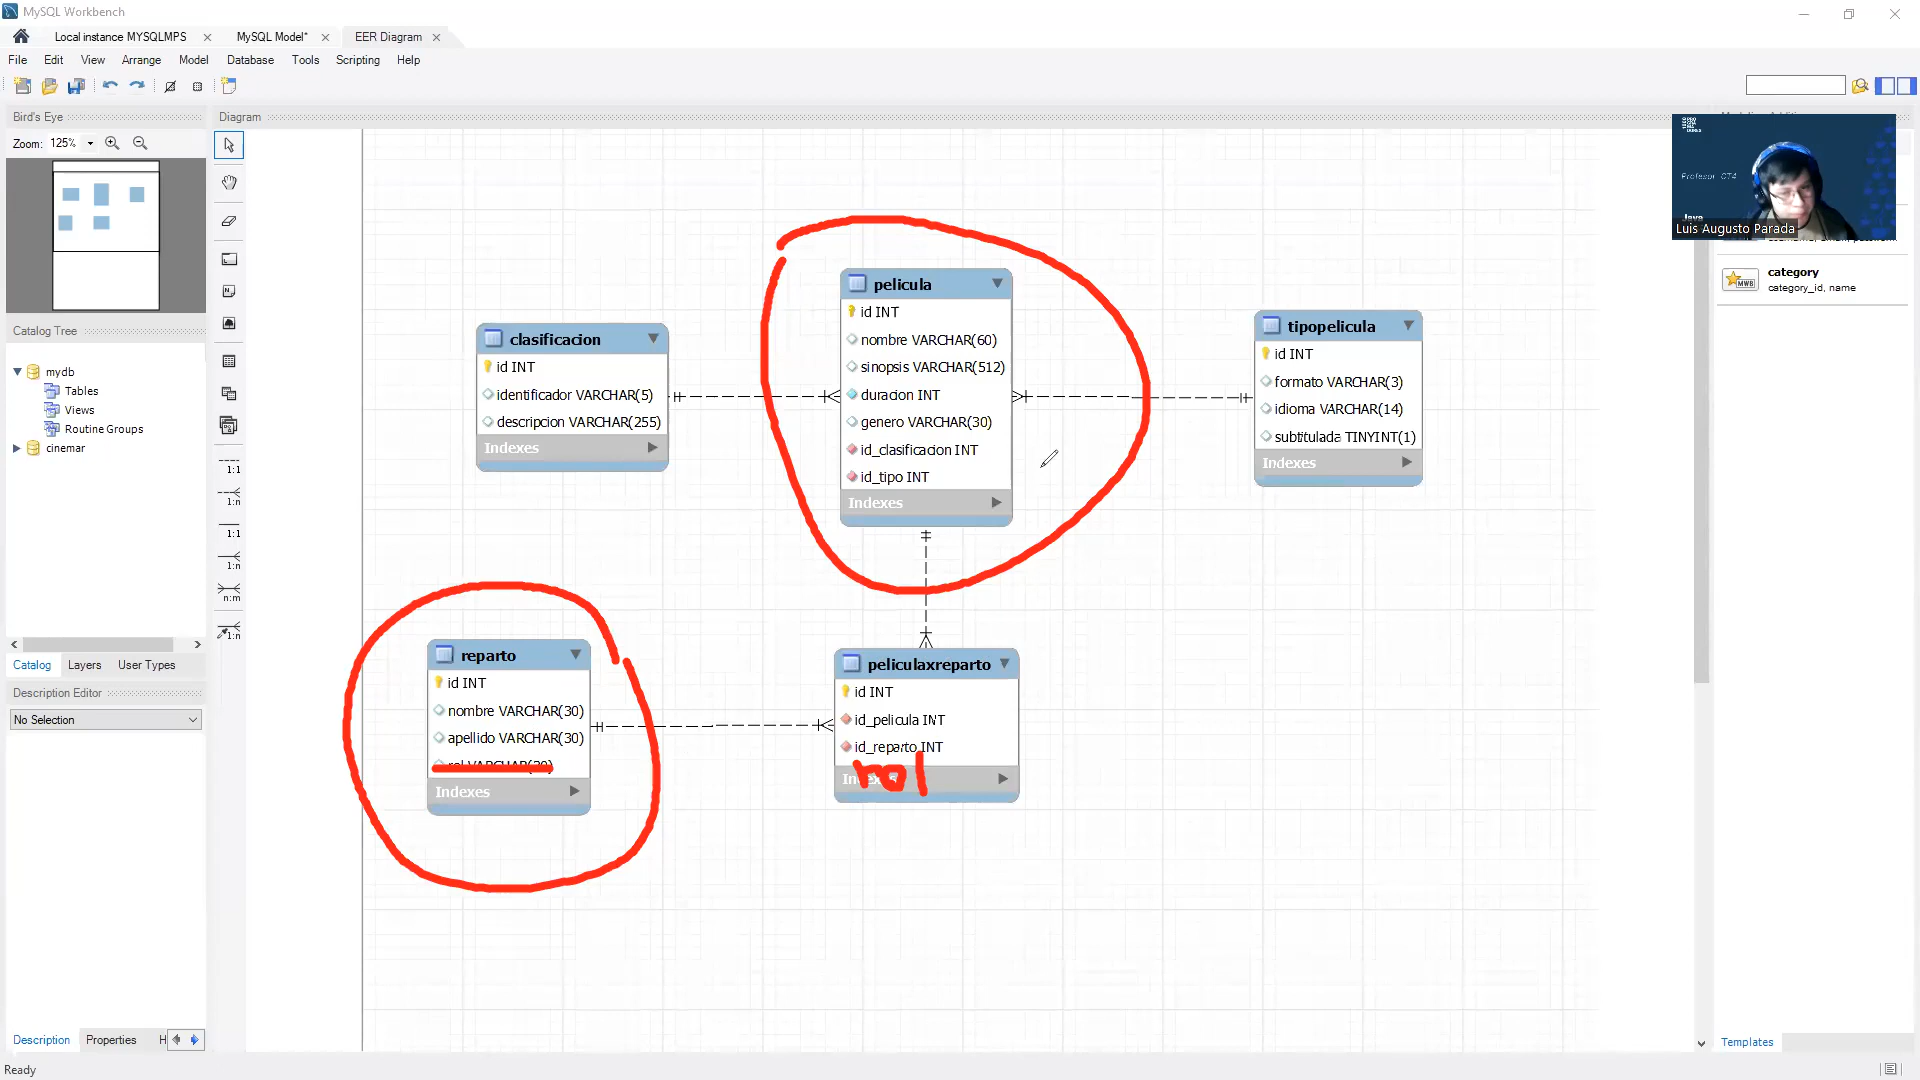 MySQL Workbench
Local instance MYSQLMPS
MySQL Model*
EER Diagram
File Edit View Arrange Model Database Tools Scripting Help
Bird's Eye
Zoom: 125%
Catalog Tree
mydb
Tables
Views
Routine Groups
cinemar
Catalog Layers User Types
Description Editor
No Selection
Description Properties H
Ready
Diagram
1:1
1:n
1:1
1:n
n:m
1:n
clasificacion
id INT
identificador VARCHAR(5)
descripcion VARCHAR(255)
Indexes
pelicula
id INT
nombre VARCHAR(60)
sinopsis VARCHAR(512)
duracion INT
genero VARCHAR(30)
id_clasificacion INT
id_tipo INT
Indexes
tipopelicula
id INT
formato VARCHAR(3)
idioma VARCHAR(14)
subtitulada TINYINT(1)
Indexes
reparto
id INT
nombre VARCHAR(30)
apellido VARCHAR(30)
Indexes
peliculaxreparto
id INT
id_pelicula INT
id_reparto INT
rol
Profesor CT4
Java
Luis Augusto Parada
category
category_id, name
Templates